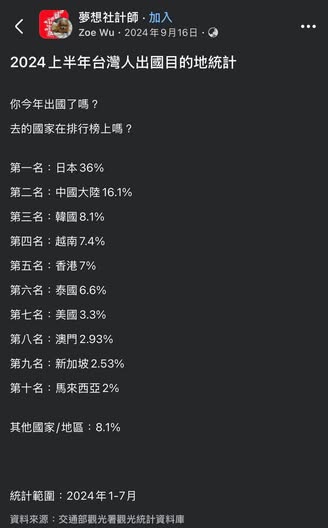 夢想社計師 · 加入
Zoe Wu · 2024年9月16日 ·
2024上半年台灣人出國目的地統計
你今年出國了嗎？
去的國家在排行榜上嗎？
第一名：日本36%
第二名：中國大陸16.1%
第三名：韓國8.1%
第四名：越南7.4%
第五名：香港7%
第六名：泰國6.6%
第七名：美國3.3%
第八名：澳門2.93%
第九名：新加坡2.53%
第十名：馬來西亞2%
其他國家/地區：8.1%
統計範圍：2024年1-7月
資料來源：交通部觀光署觀光統計資料庫